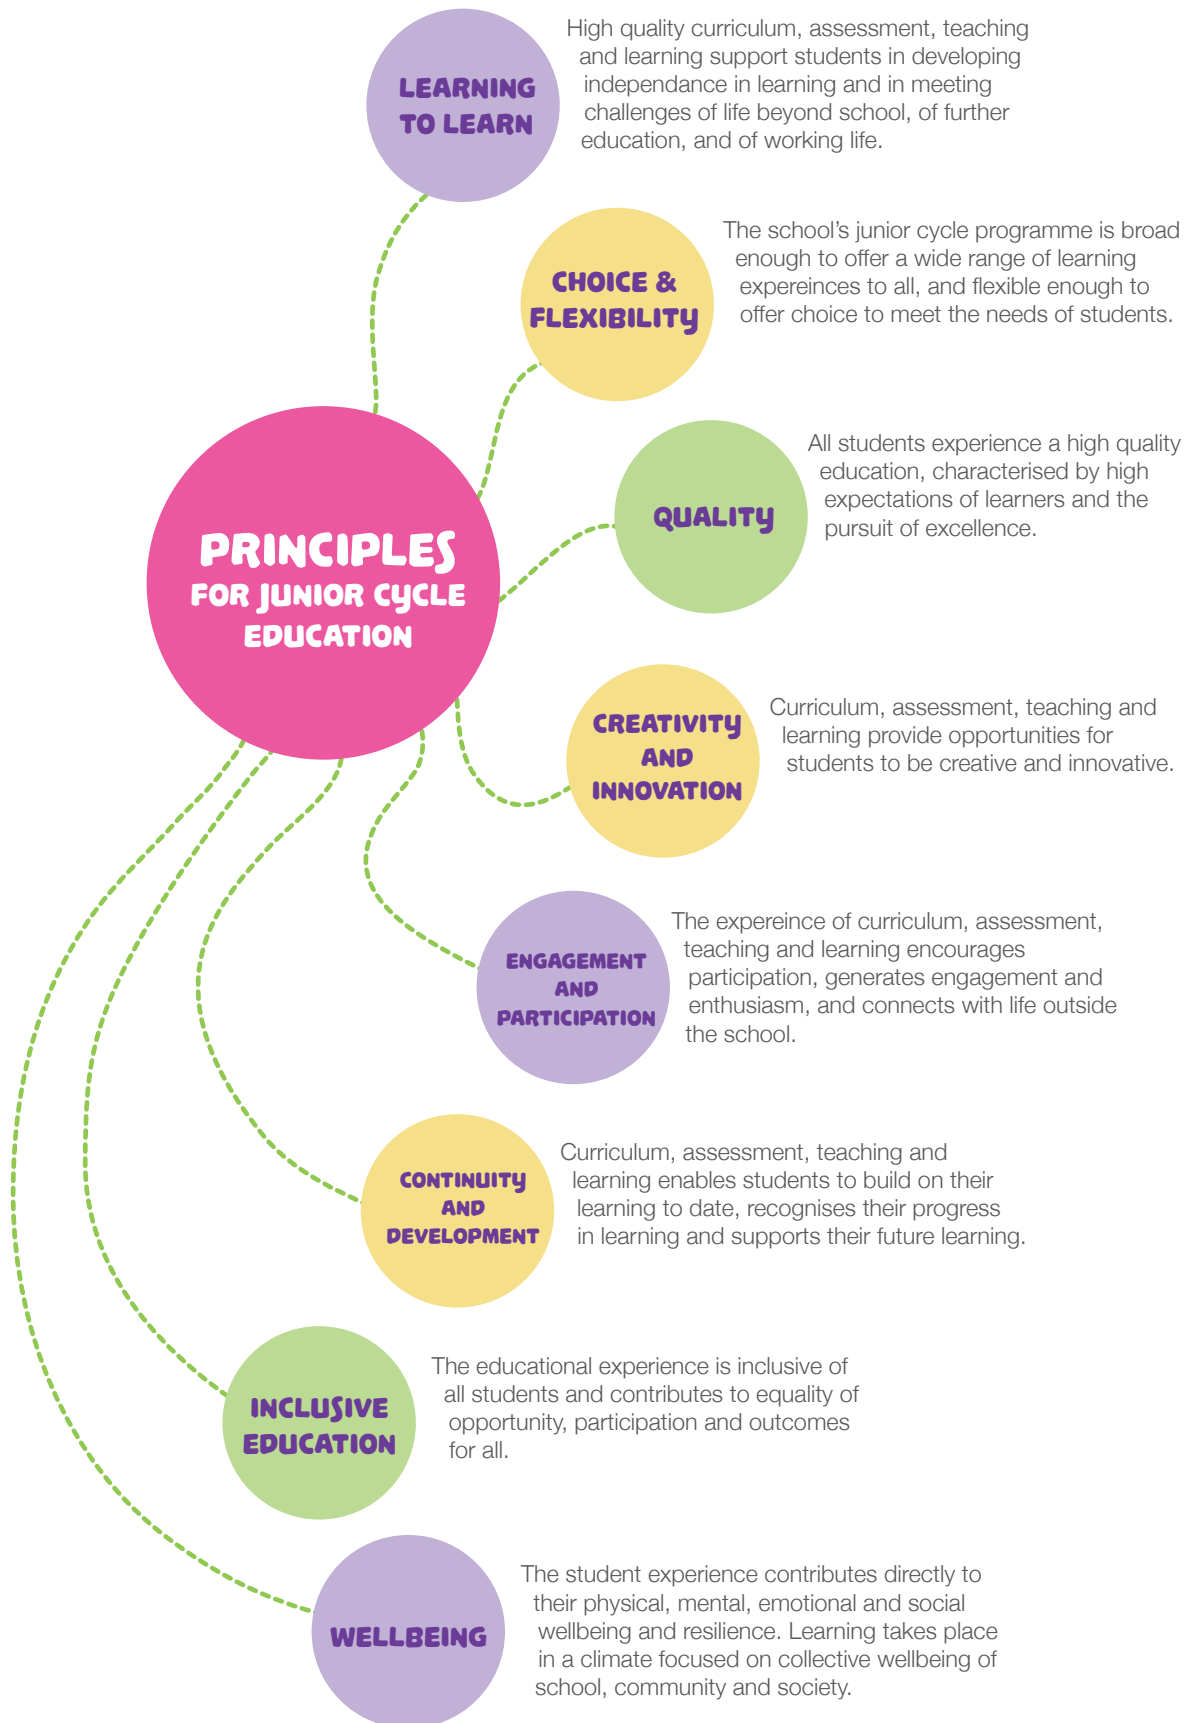 LEARNING
TO LEARN
High quality curriculum, assessment, teaching
and learning support students in developing
independance in learning and in meeting
challenges of life beyond school, of further
education, and of working life.
CHOICE &
FLEXIBILITY
The school’s junior cycle programme is broad
enough to offer a wide range of learning
expereinces to all, and flexible enough to
offer choice to meet the needs of students.
QUALITY
All students experience a high quality
education, characterised by high
expectations of learners and the
pursuit of excellence.
PRINCIPLES
FOR JUNIOR CYCLE
EDUCATION
CREATIVITY
AND
INNOVATION
Curriculum, assessment, teaching and
learning provide opportunities for
students to be creative and innovative.
ENGAGEMENT
AND
PARTICIPATION
The expereince of curriculum, assessment,
teaching and learning encourages
participation, generates engagement and
enthusiasm, and connects with life outside
the school.
CONTINUITY
AND
DEVELOPMENT
Curriculum, assessment, teaching and
learning enables students to build on their
learning to date, recognises their progress
in learning and supports their future learning.
INCLUSIVE
EDUCATION
The educational experience is inclusive of
all students and contributes to equality of
opportunity, participation and outcomes
for all.
WELLBEING
The student experience contributes directly to
their physical, mental, emotional and social
wellbeing and resilience. Learning takes place
in a climate focused on collective wellbeing of
school, community and society.